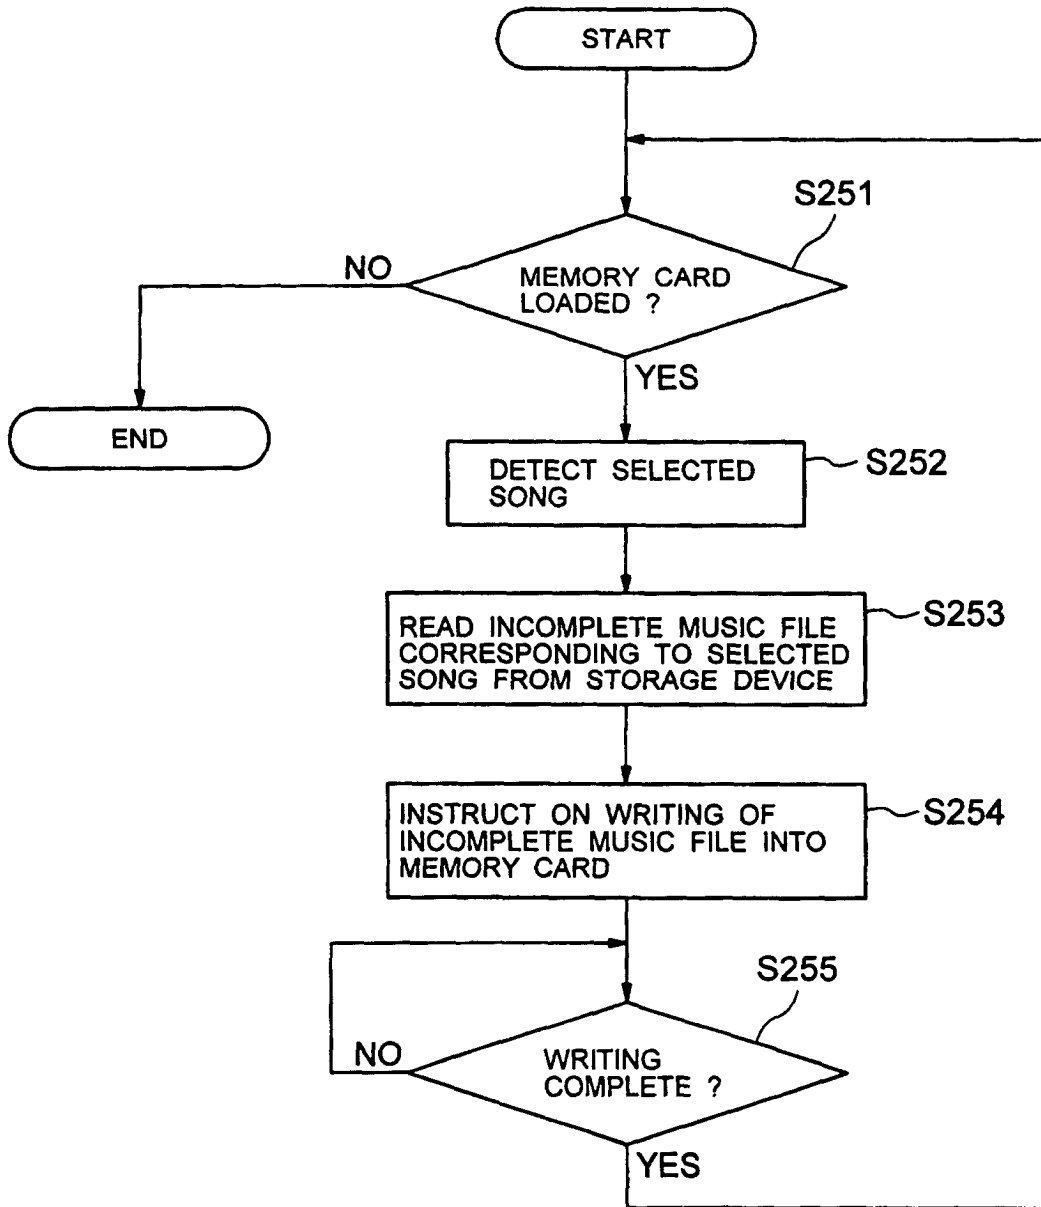 START
S251
NO
MEMORY CARD
LOADED ?
YES
END
DETECT SELECTED
SONG
S252
READ INCOMPLETE MUSIC FILE
CORRESPONDING TO SELECTED
SONG FROM STORAGE DEVICE
S253
INSTRUCT ON WRITING OF
INCOMPLETE MUSIC FILE INTO
MEMORY CARD
S254
S255
NO
WRITING
COMPLETE ?
YES